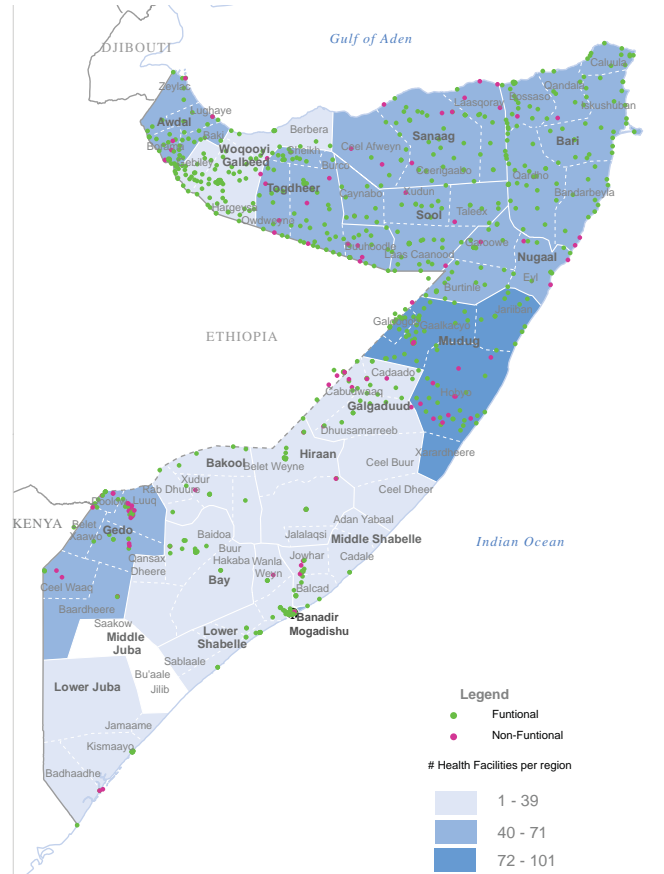 Gulf of Aden
DJIBOUTI
Caluula
Zeylac
Qandala
Bossaso
Laasqoray
Iskushuban
Lughaye
Awdal
Berbera
Baki
Sanaag
Bari
Borama
Woqooyi
Galbeed
Sheikh
Ceel Afweyn
Gebiley
Burco
Ceerigaabo
Qardho
Togdheer
Caynabo
Xudun
Bandarbeyla
Hargeysa
Sool
Taleex
Owdweyne
Buuhoodle
Garoowe
Laas Caanood
Nugaal
Eyl
Burtinle
Jariiban
Galdogob
Gaalkacyo
ETHIOPIA
Mudug
Cadaado
Cabudwaaq
Hobyo
Galgaduud
Dhuusamarreeb
Hiraan
Xarardheere
Bakool
Belet Weyne
Ceel Buur
Xudur
Rab Dhuure
Ceel Dheer
Doolow
Luuq
KENYA
Belet
Xaawo
Gedo
Adan Yabaal
Baidoa
Jalalaqsi
Middle Shabelle
Buur
Hakaba
Qansax
Dheere
Wanla
Weyn
Jowhar
Cadale
Indian Ocean
Bay
Ceel Waaq
Balcad
Baardheere
Saakow
Banadir
Mogadishu
Middle
Juba
Lower
Shabelle
Sablaale
Bu'aale
Lower Juba
Jilib
Jamaame
Kismaayo
Badhaadhe
Legend
Funtional
Non-Funtional
# Health Facilities per region
1 - 39
40 - 71
72 - 101